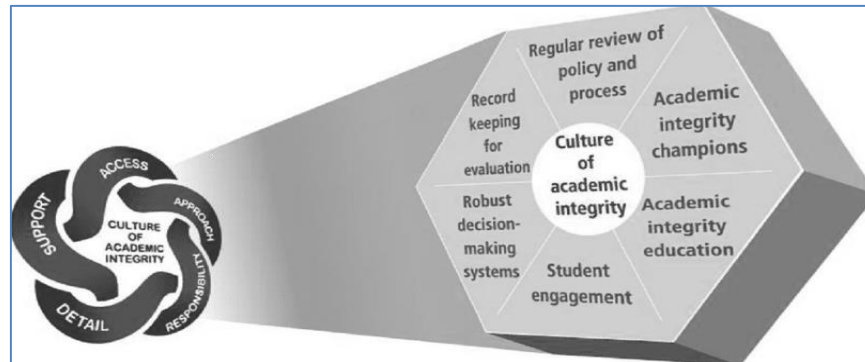 ACCESS
APPROACH
RESPONSIBILITY
DETAIL
SUPPORT
CULTURE
OF
ACADEMIC
INTEGRITY
Regular review of
policy and
process
Academic
integrity
champions
Academic
integrity
education
Student
engagement
Robust
decision-
making
systems
Record
keeping
for
evaluation
Culture
of
academic
integrity